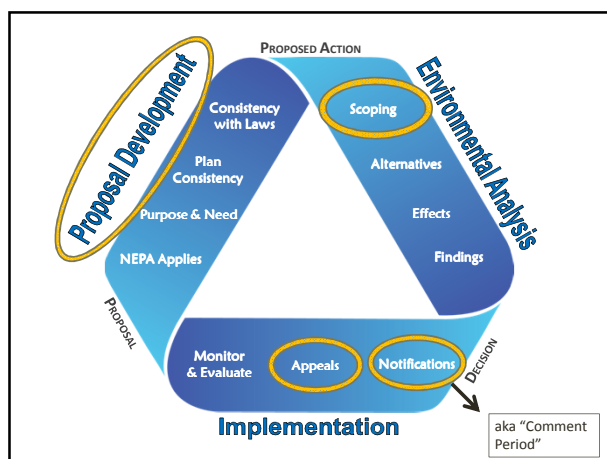 PROPOSED ACTION
Proposal Development
Consistency
with Laws
Plan
Consistency
Purpose & Need
NEPA Applies
PROPOSAL
Scoping
Alternatives
Effects
Findings
Environmental Analysis
Monitor
& Evaluate
Appeals
Notifications
DECISION
Implementation
aka “Comment
Period”